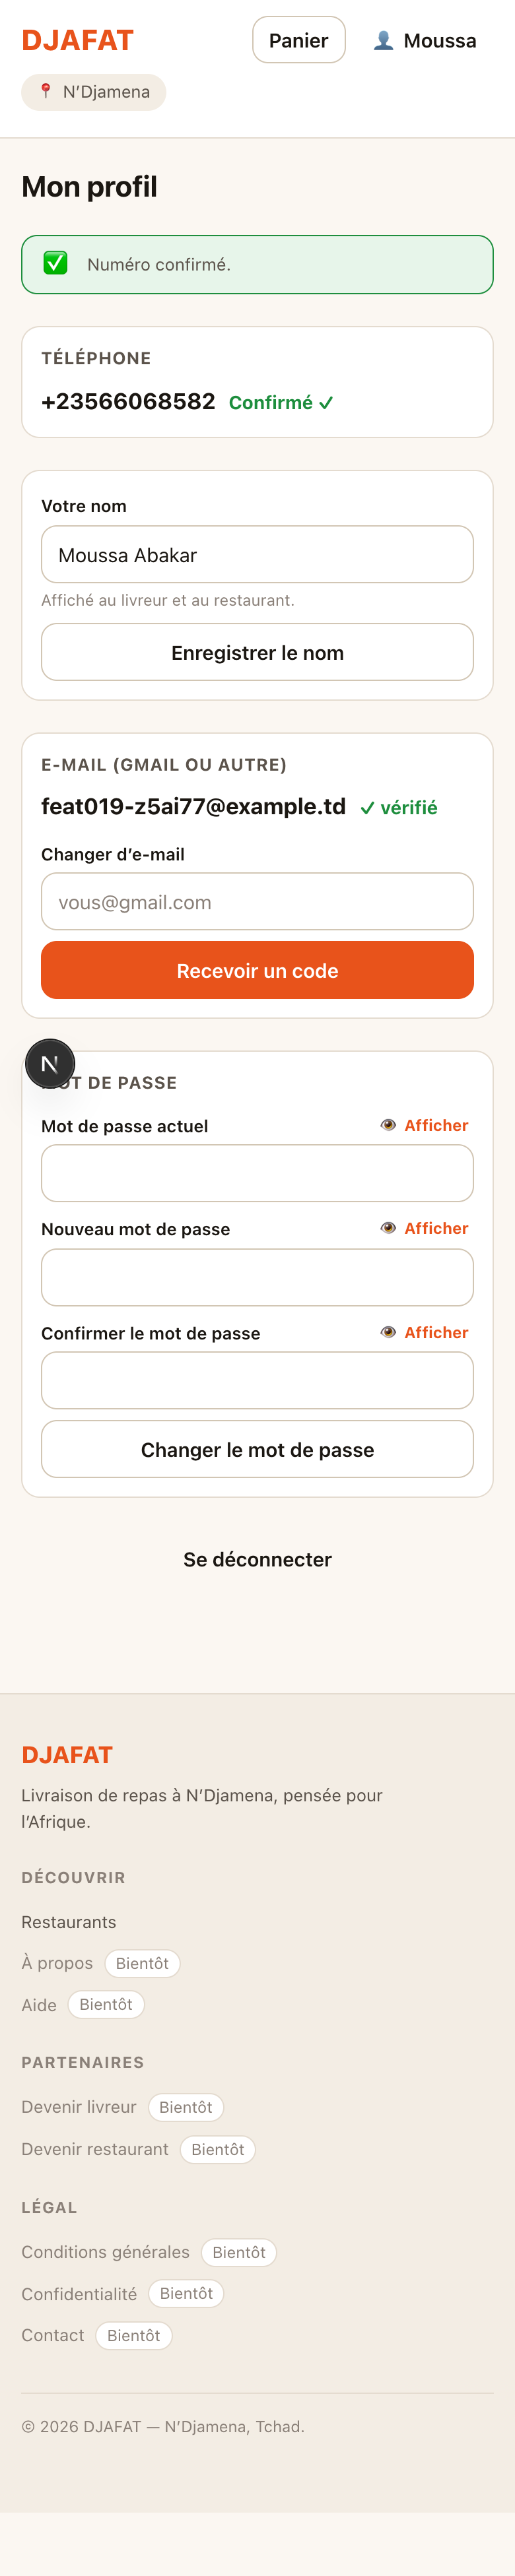 DJAFAT
Panier
Moussa
N’Djamena
Mon profil
Numéro confirmé.
TÉLÉPHONE
+23566068582 Confirmé ✓
Votre nom
Moussa Abakar
Affiché au livreur et au restaurant.
Enregistrer le nom
E-MAIL (GMAIL OU AUTRE)
feat019-z5ai77@example.td ✓ vérifié
Changer d’e-mail
vous@gmail.com
Recevoir un code
N
MOT DE PASSE
Mot de passe actuel
Afficher
Nouveau mot de passe
Afficher
Confirmer le mot de passe
Afficher
Changer le mot de passe
Se déconnecter
DJAFAT
Livraison de repas à N’Djamena, pensée pour
l’Afrique.
DÉCOUVRIR
Restaurants
À propos Bientôt
Aide Bientôt
PARTENAIRES
Devenir livreur Bientôt
Devenir restaurant Bientôt
LÉGAL
Conditions générales Bientôt
Confidentialité Bientôt
Contact Bientôt
© 2026 DJAFAT — N’Djamena, Tchad.